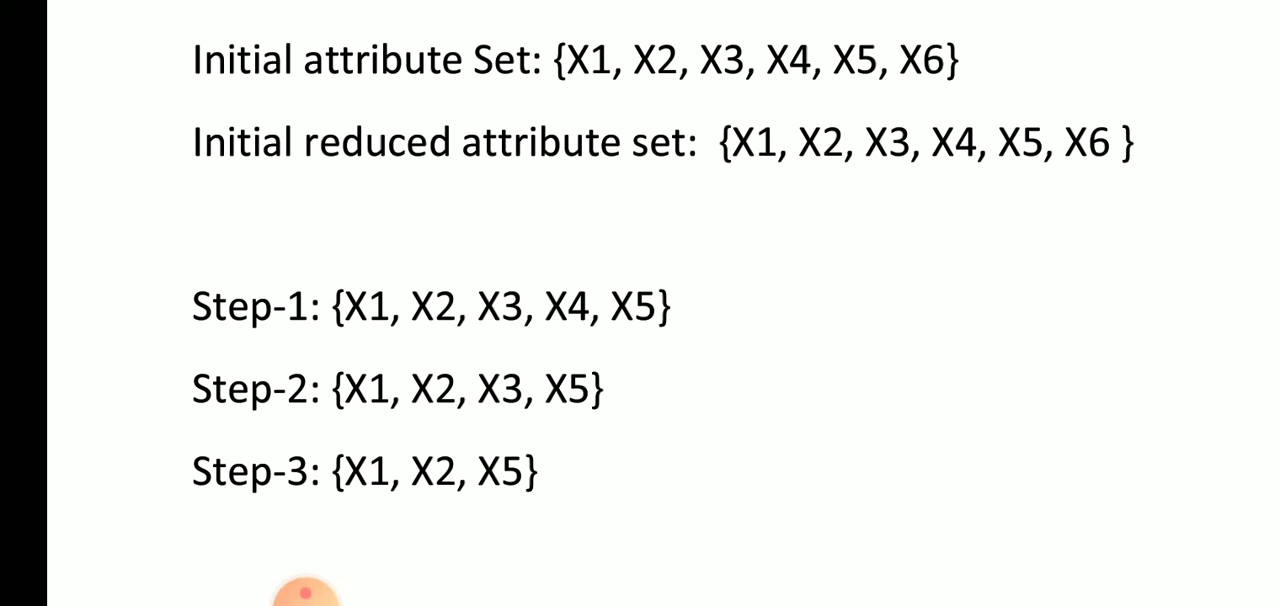 Initial attribute Set: {X1, X2, X3, X4, X5, X6}
Initial reduced attribute set: {X1, X2, X3, X4, X5, X6 }
Step-1: {X1, X2, X3, X4, X5}
Step-2: {X1, X2, X3, X5}
Step-3: {X1, X2, X5}